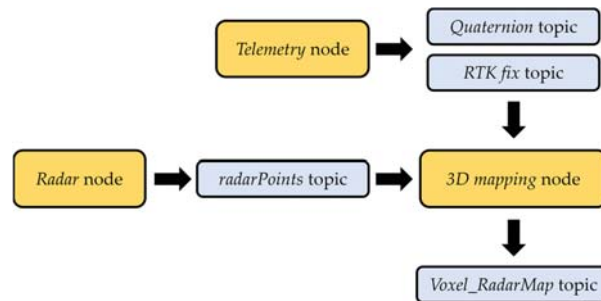 Quaternion topic
Telemetry node
RTK fix topic
Radar node
radarPoints topic
3D mapping node
Voxel_RadarMap topic